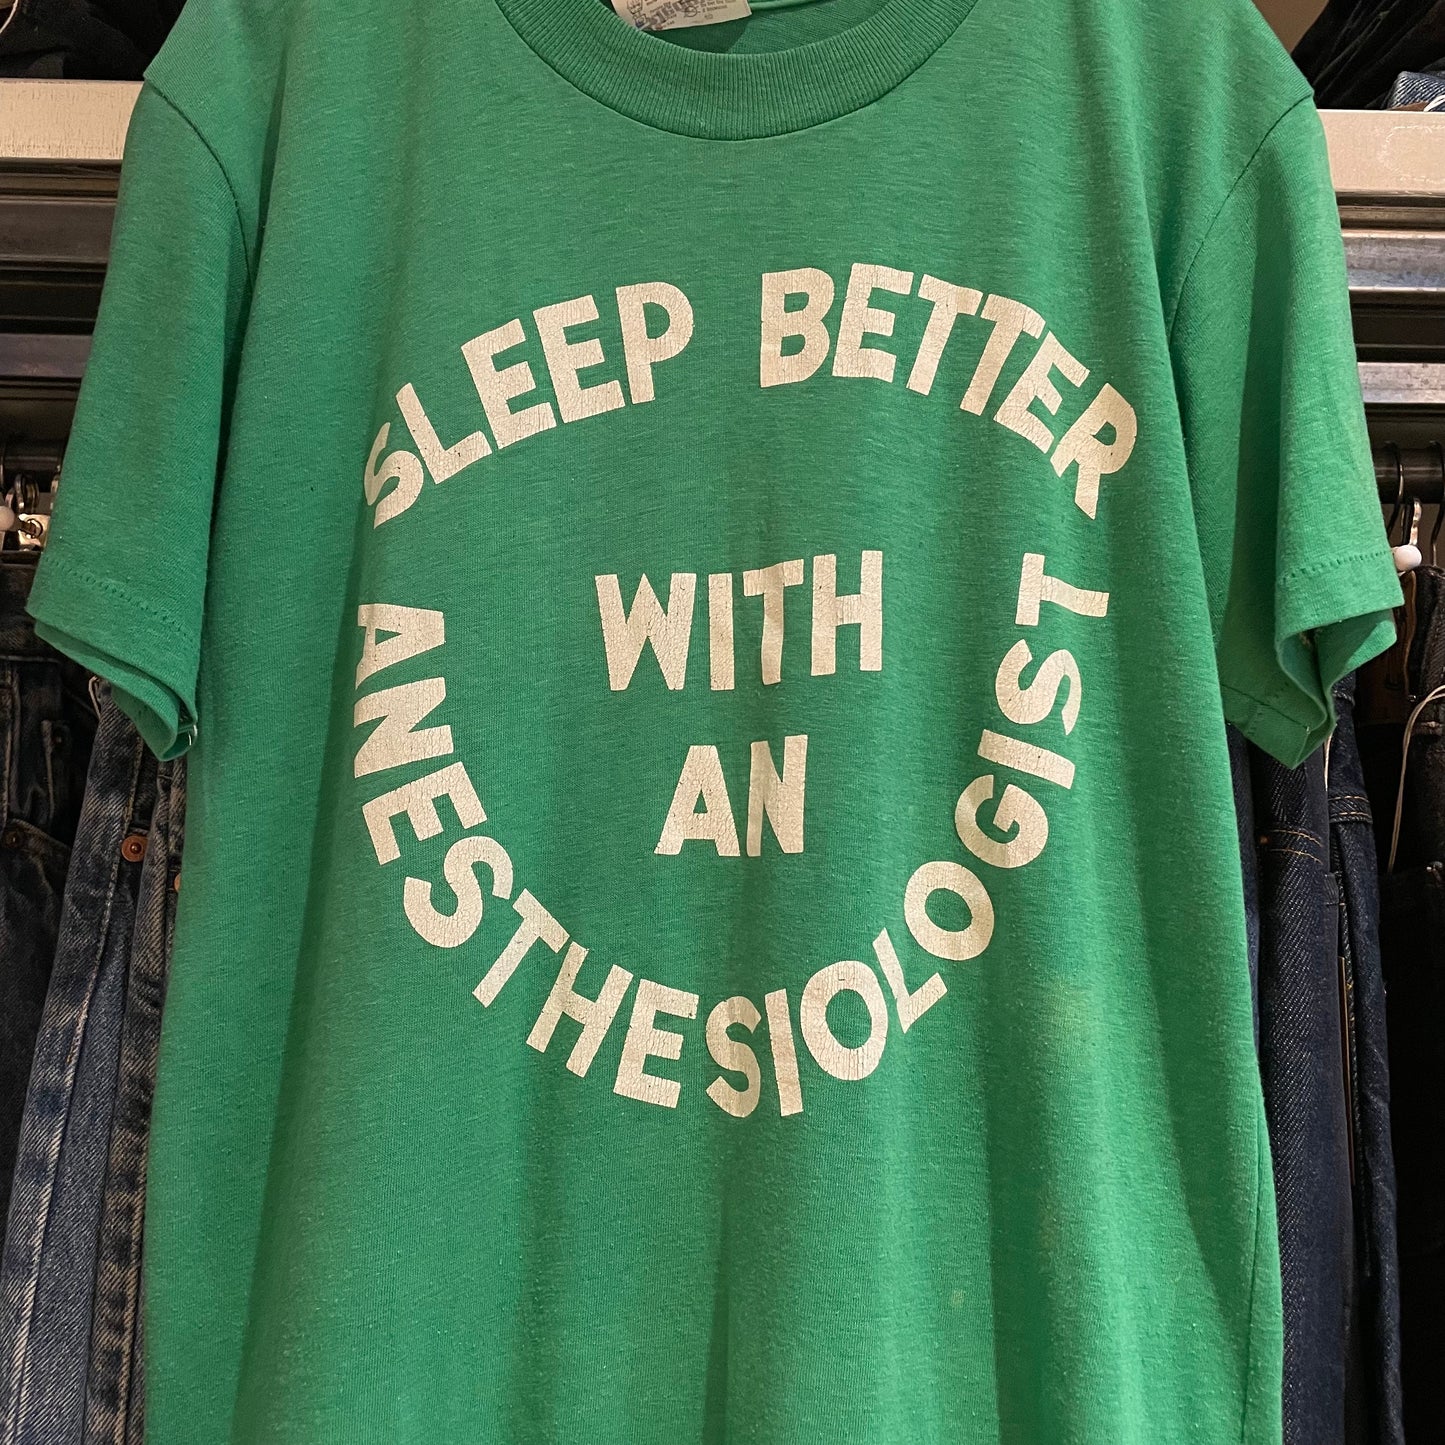 SLEEP BETTER
WITH
AN
ANESTHESIOLOGIST